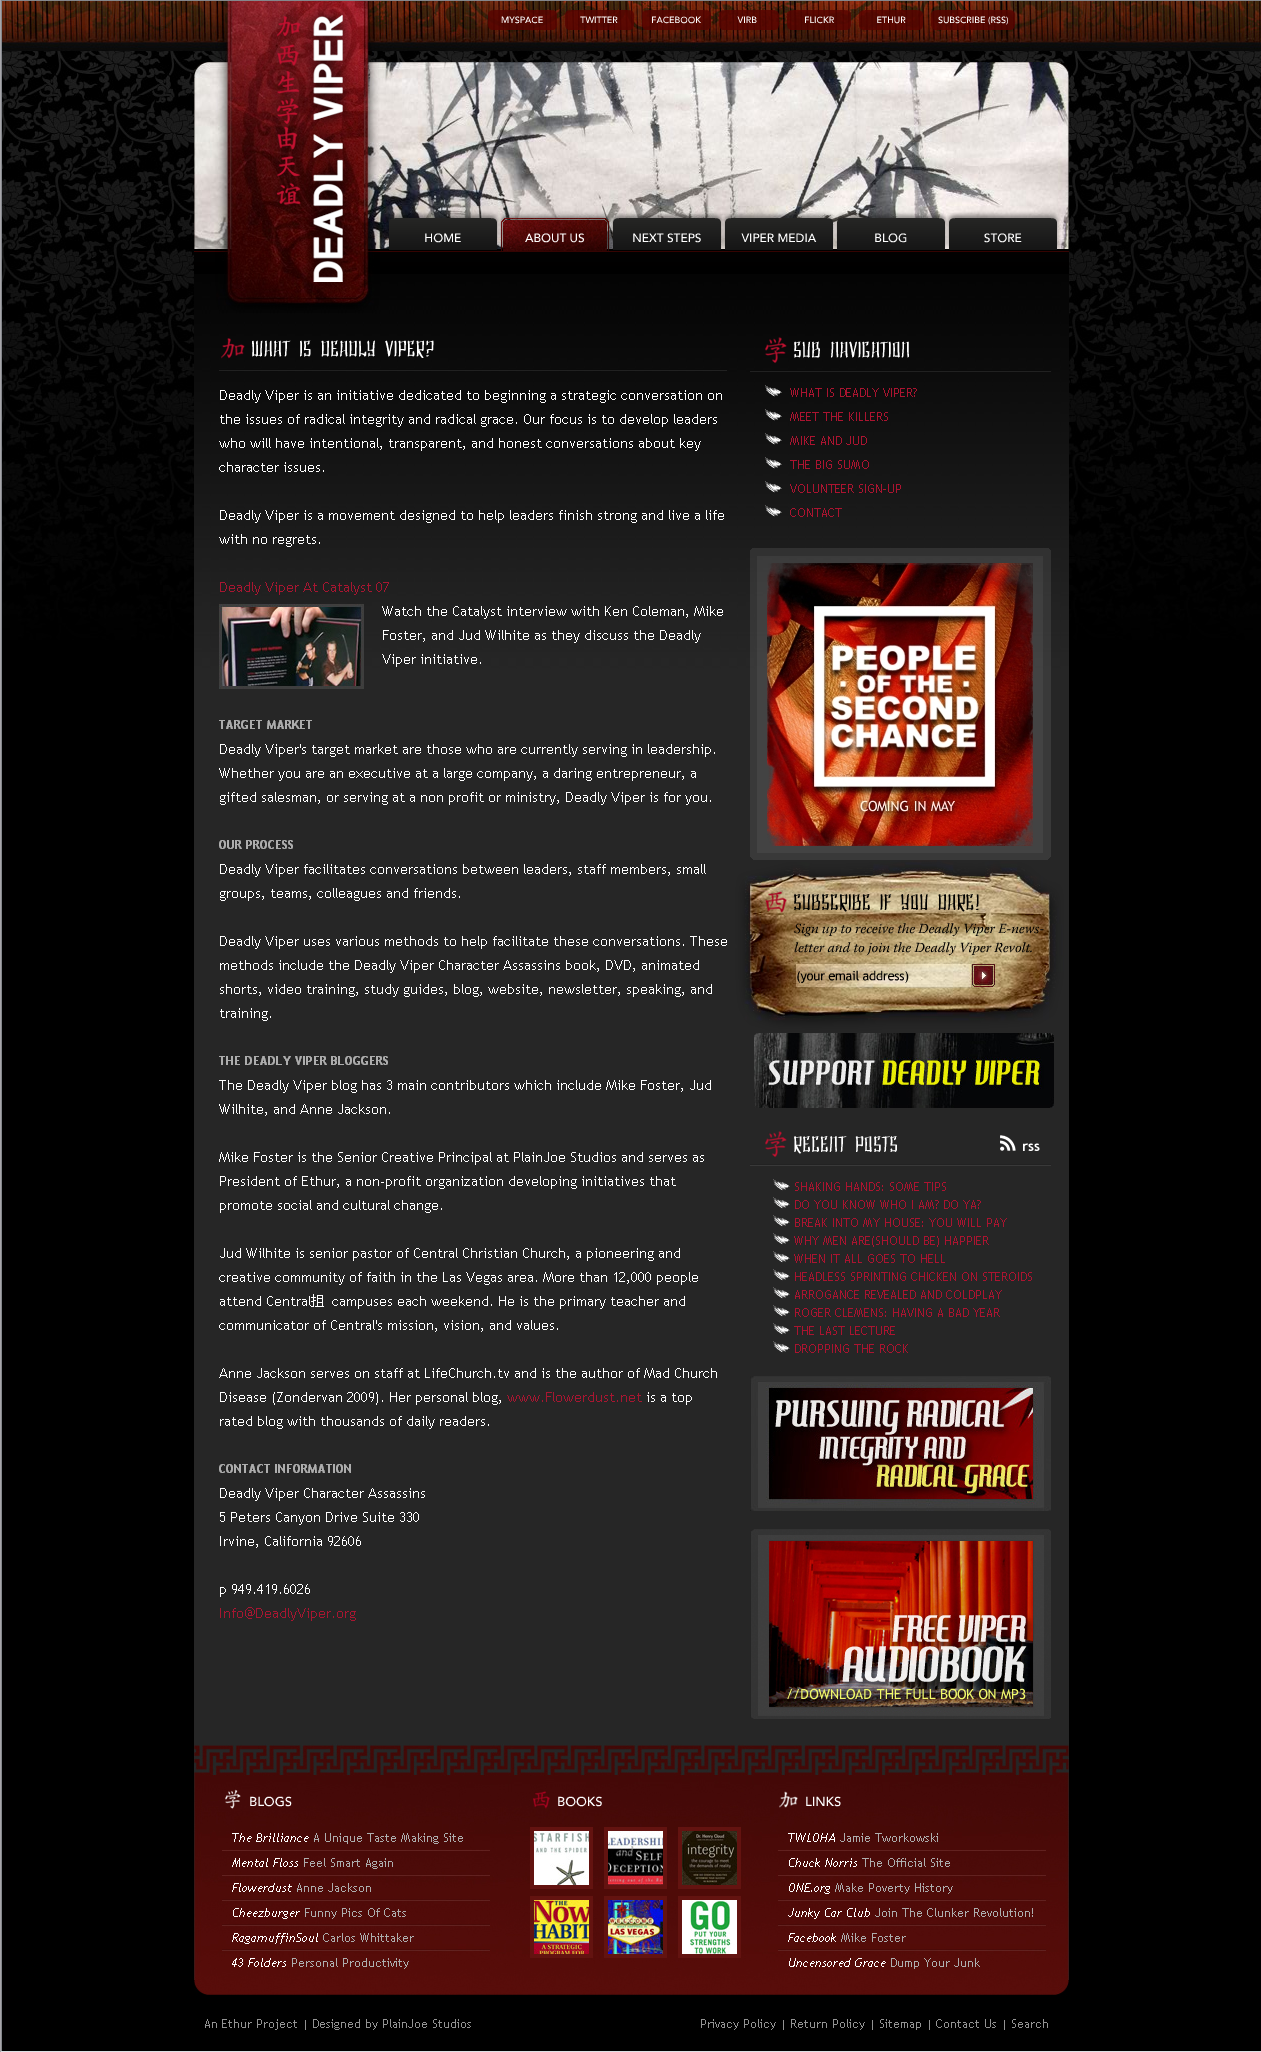 MYSPACE
TWITTER
FACEBOOK
VIRB
FLICKR
ETHUR
SUBSCRIBE (RSS)
加西生学由天谊
DEADLY VIPER
HOME
ABOUT US
NEXT STEPS
VIPER MEDIA
BLOG
STORE
加 WHAT IS DEADLY VIPER?
Deadly Viper is an initiative dedicated to beginning a strategic conversation on
the issues of radical integrity and radical grace. Our focus is to develop leaders
who will have intentional, transparent, and honest conversations about key
character issues.
Deadly Viper is a movement designed to help leaders finish strong and live a life
with no regrets.
Deadly Viper At Catalyst 07
Watch the Catalyst interview with Ken Coleman, Mike
Foster, and Jud Wilhite as they discuss the Deadly
Viper initiative.
TARGET MARKET
Deadly Viper's target market are those who are currently serving in leadership.
Whether you are an executive at a large company, a daring entrepreneur, a
gifted salesman, or serving at a non profit or ministry, Deadly Viper is for you.
OUR PROCESS
Deadly Viper facilitates conversations between leaders, staff members, small
groups, teams, colleagues and friends.
Deadly Viper uses various methods to help facilitate these conversations. These
methods include the Deadly Viper Character Assassins book, DVD, animated
shorts, video training, study guides, blog, website, newsletter, speaking, and
training.
THE DEADLY VIPER BLOGGERS
The Deadly Viper blog has 3 main contributors which include Mike Foster, Jud
Wilhite, and Anne Jackson.
Mike Foster is the Senior Creative Principal at PlainJoe Studios and serves as
President of Ethur, a non-profit organization developing initiatives that
promote social and cultural change.
Jud Wilhite is senior pastor of Central Christian Church, a pioneering and
creative community of faith in the Las Vegas area. More than 12,000 people
attend Central campuses each weekend. He is the primary teacher and
communicator of Central's mission, vision, and values.
Anne Jackson serves on staff at LifeChurch.tv and is the author of Mad Church
Disease (Zondervan 2009). Her personal blog, www.Flowerdust.net is a top
rated blog with thousands of daily readers.
CONTACT INFORMATION
Deadly Viper Character Assassins
5 Peters Canyon Drive Suite 330
Irvine, California 92606
p 949.419.6026
Info@DeadlyViper.org
学 SUB NAVIGATION
WHAT IS DEADLY VIPER?
MEET THE KILLERS
MIKE AND JUD
THE BIG SUMO
VOLUNTEER SIGN-UP
CONTACT
PEOPLE
· OF THE ·
SECOND
CHANCE
COMING IN MAY
西 SUBSCRIBE IF YOU DARE!
Sign up to receive the Deadly Viper E-news-
letter and to join the Deadly Viper Revolt.
(your email address)
SUPPORT DEADLY VIPER
学 RECENT POSTS
rss
SHAKING HANDS: SOME TIPS
DO YOU KNOW WHO I AM? DO YA?
BREAK INTO MY HOUSE: YOU WILL PAY
WHY MEN ARE(SHOULD BE) HAPPIER
WHEN IT ALL GOES TO HELL
HEADLESS SPRINTING CHICKEN ON STEROIDS
ARROGANCE REVEALED AND COLDPLAY
ROGER CLEMENS: HAVING A BAD YEAR
THE LAST LECTURE
DROPPING THE ROCK
PURSUING RADICAL
INTEGRITY AND
RADICAL GRACE
FREE VIPER
AUDIOBOOK
//DOWNLOAD THE FULL BOOK ON MP3
学 BLOGS
The Brilliance A Unique Taste Making Site
Mental Floss Feel Smart Again
Flowerdust Anne Jackson
Cheezburger Funny Pics Of Cats
RagamuffinSoul Carlos Whittaker
43 Folders Personal Productivity
西 BOOKS
STARFISH
AND THE SPIDER
LEADERSHIP
and SELF
DECEPTION
Dr. Henry Cloud
integrity
the courage to meet
the demands of reality
The
NOW
HABIT
A STRATEGIC
PROGRAM FOR
WELCOME
LAS VEGAS
GO
PUT YOUR
STRENGTHS
TO WORK
加 LINKS
TWLOHA Jamie Tworkowski
Chuck Norris The Official Site
ONE.org Make Poverty History
Junky Car Club Join The Clunker Revolution!
Facebook Mike Foster
Uncensored Grace Dump Your Junk
An Ethur Project | Designed by PlainJoe Studios
Privacy Policy | Return Policy | Sitemap | Contact Us | Search